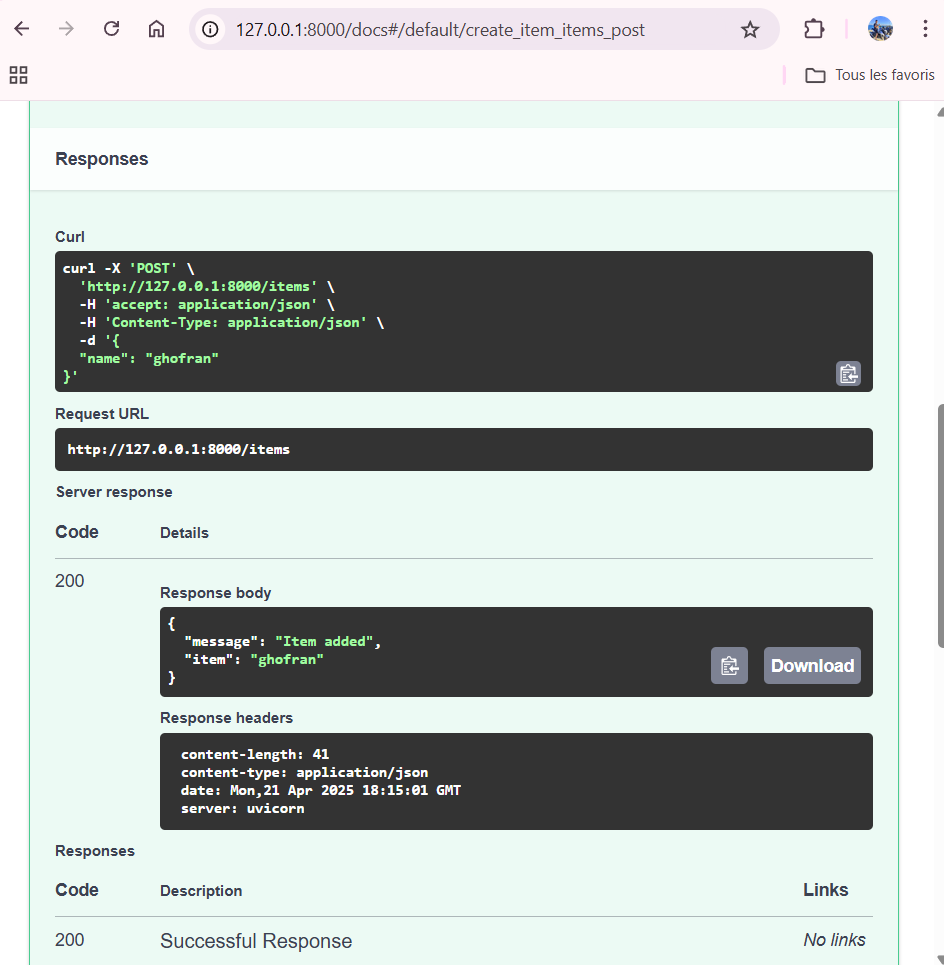 127.0.0.1:8000/docs#/default/create_item_items_post
Tous les favoris
Responses
Curl
curl -X 'POST' \
  'http://127.0.0.1:8000/items' \
  -H 'accept: application/json' \
  -H 'Content-Type: application/json' \
  -d '{
  "name": "ghofran"
}'
Request URL
http://127.0.0.1:8000/items
Server response
Code Details
200
Response body
{
  "message": "Item added",
  "item": "ghofran"
}
Download
Response headers
content-length: 41
content-type: application/json
date: Mon,21 Apr 2025 18:15:01 GMT
server: uvicorn
Responses
Code Description Links
200 Successful Response No links